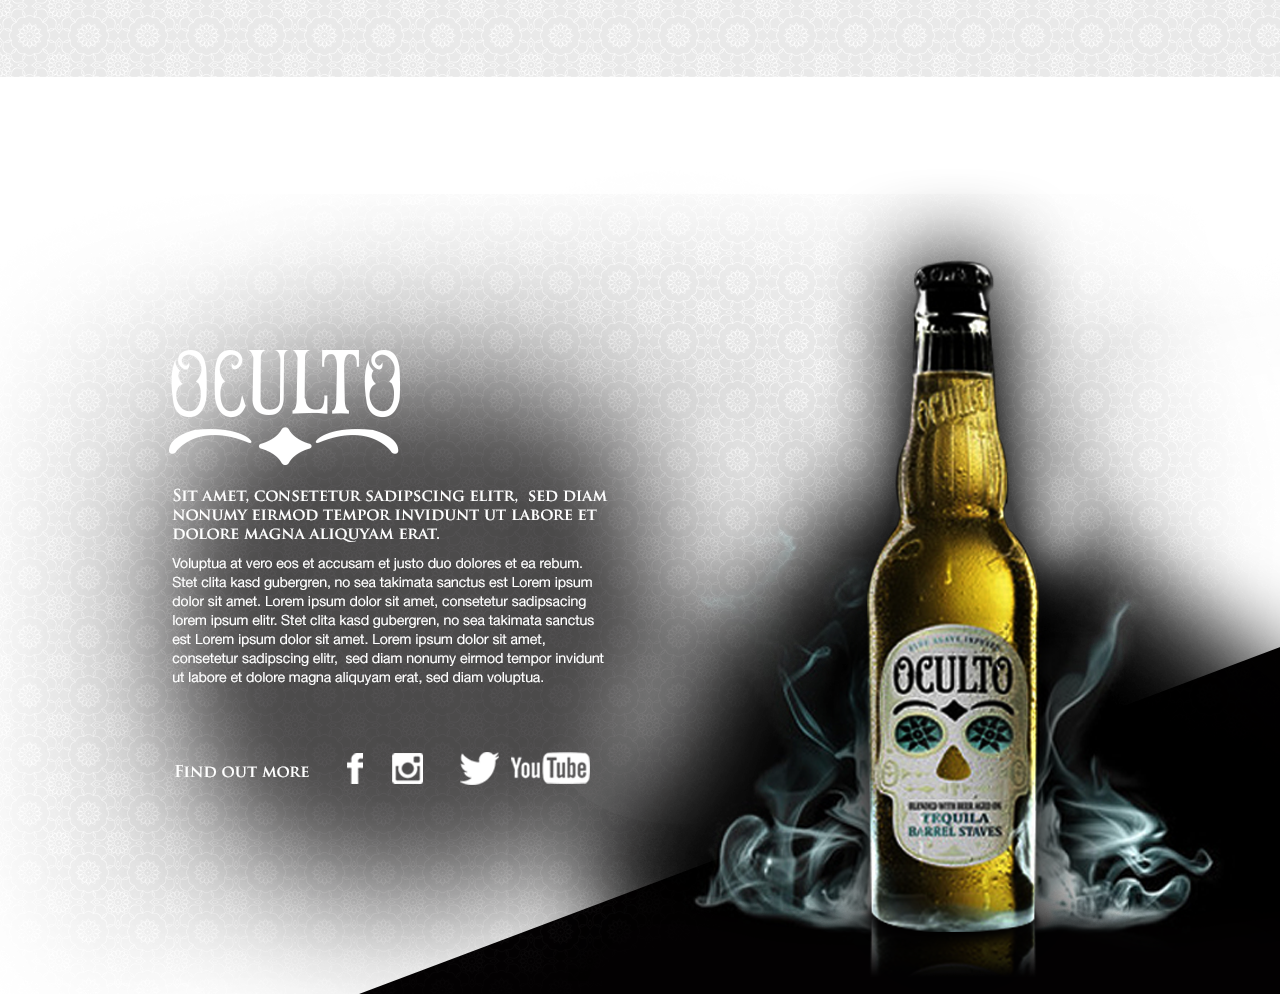 OCULTO
SIT AMET, CONSETETUR SADIPSCING ELITR, SED DIAM
NONUMY EIRMOD TEMPOR INVIDUNT UT LABORE ET
DOLORE MAGNA ALIQUYAM ERAT.
Voluptua at vero eos et accusam et justo duo dolores et ea rebum.
Stet clita kasd gubergren, no sea takimata sanctus est Lorem ipsum
dolor sit amet. Lorem ipsum dolor sit amet, consetetur sadipsacing
lorem ipsum elitr. Stet clita kasd gubergren, no sea takimata sanctus
est Lorem ipsum dolor sit amet. Lorem ipsum dolor sit amet,
consetetur sadipscing elitr, sed diam nonumy eirmod tempor invidunt
ut labore et dolore magna aliquyam erat, sed diam voluptua.
FIND OUT MORE
YouTube
OCULTO
BLUE AGAVE INFUSED
OCULTO
BLENDED WITH BEER AGED ON
TEQUILA
BARREL STAVES